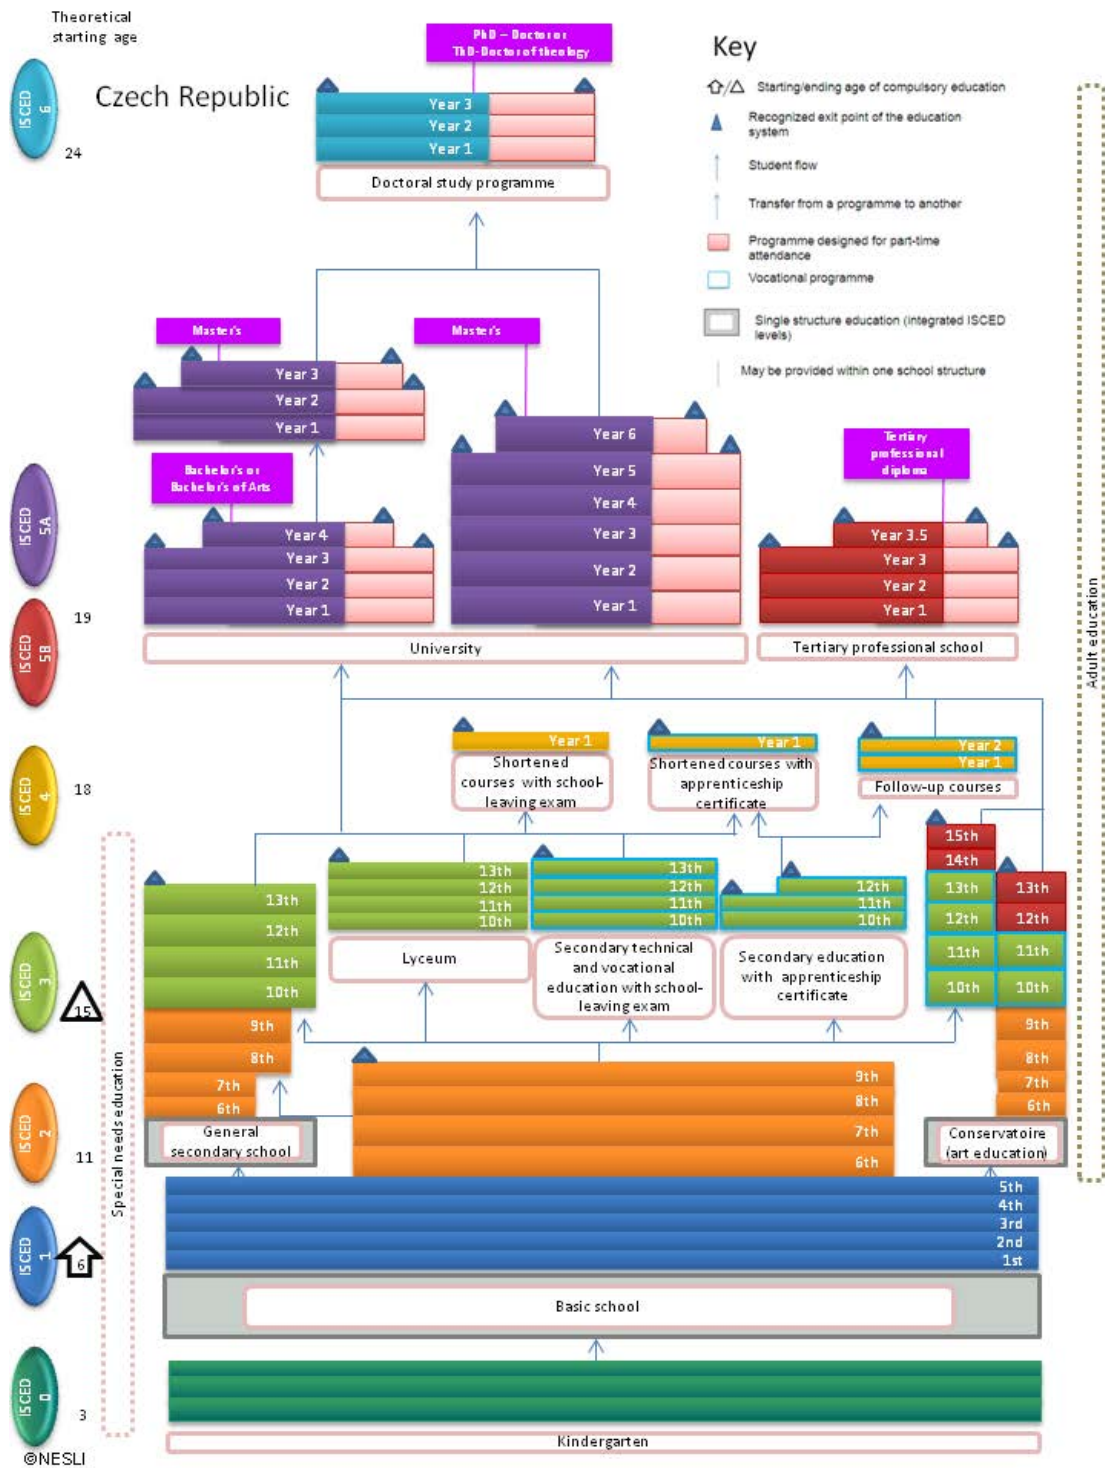 Theoretical
starting age
Czech Republic
ISCED
6
24
PhD – Doctor or
ThD-Doctor of theology
Year 3
Year 2
Year 1
Doctoral study programme
Key
Starting/ending age of compulsory education
Recognized exit point of the education
system
Student flow
Transfer from a programme to another
Programme designed for part-time
attendance
Vocational programme
Single structure education (integrated ISCED
levels)
May be provided within one school structure
Master's
Year 3
Year 2
Year 1
Bachelor's or
Bachelor's of Arts
Year 4
Year 3
Year 2
Year 1
Master's
Year 6
Year 5
Year 4
Year 3
Year 2
Year 1
University
Tertiary
professional
diploma
Year 3.5
Year 3
Year 2
Year 1
Tertiary professional school
ISCED
5A
ISCED
5B
19
Adult education
ISCED
4
18
Year 1
Shortened
courses with school-
leaving exam
Year 1
Shortened courses with
apprenticeship
certificate
Year 2
Year 1
Follow-up courses
ISCED
3
15
13th
12th
11th
10th
9th
8th
7th
6th
General
secondary school
13th
12th
11th
10th
Lyceum
13th
12th
11th
10th
Secondary technical
and vocational
education with school-
leaving exam
12th
11th
10th
Secondary education
with apprenticeship
certificate
15th
14th
13th
12th
11th
10th
13th
12th
11th
10th
9th
8th
7th
6th
Conservatoire
(art education)
ISCED
2
11
9th
8th
7th
6th
Special needs education
ISCED
1
6
5th
4th
3rd
2nd
1st
Basic school
ISCED
0
3
Kindergarten
©NESLI